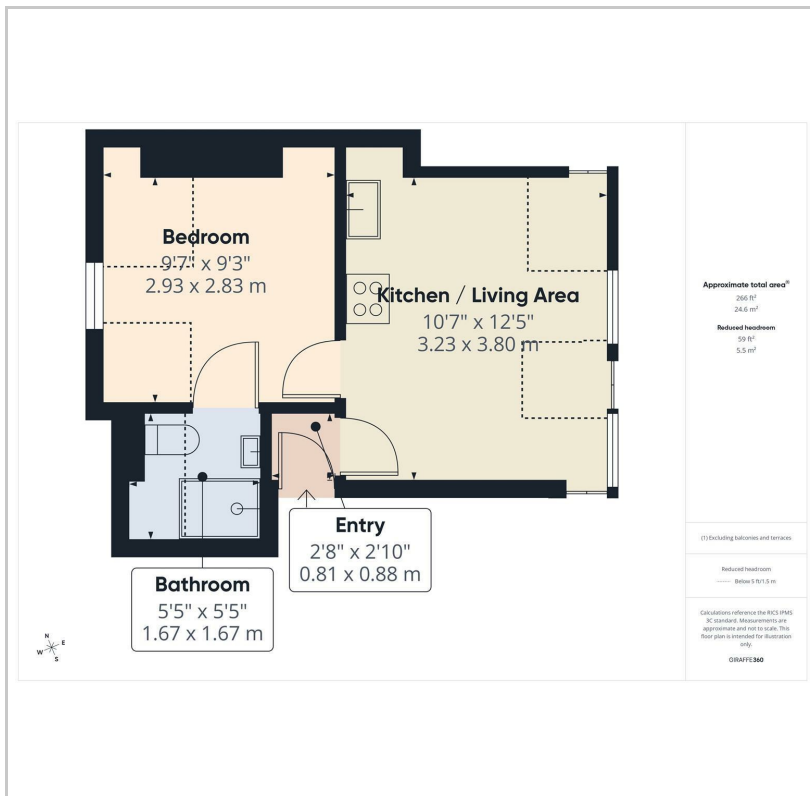 Bedroom
9'7" x 9'3"
2.93 x 2.83 m
Kitchen / Living Area
10'7" x 12'5"
3.23 x 3.80 m
Entry
2'8" x 2'10"
0.81 x 0.88 m
Bathroom
5'5" x 5'5"
1.67 x 1.67 m
N
E
W
S
Approximate total area⁽¹⁾
266 ft²
24.6 m²
Reduced headroom
59 ft²
5.5 m²
(1) Excluding balconies and terraces
Reduced headroom
Below 5 ft/1.5 m
Calculations reference the RICS IPMS
3C standard. Measurements are
approximate and not to scale. This
floor plan is intended for illustration
only.
GIRAFFE360